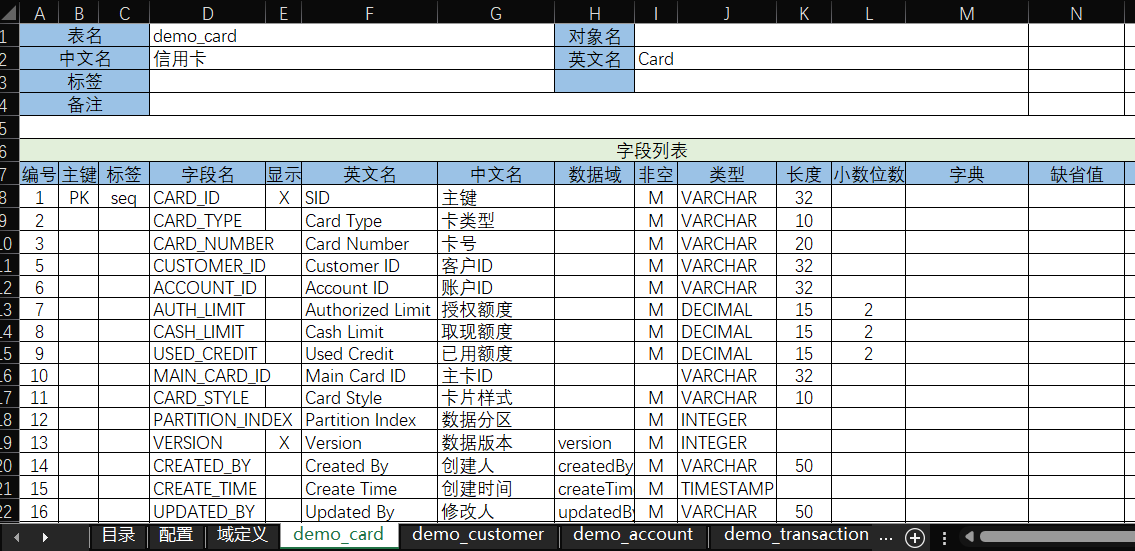 A B C D E F G H I J K L M N
1 表名 demo_card 对象名
2 中文名 信用卡 英文名 Card
3 标签
4 备注
5
6 字段列表
7 编号 主键 标签 字段名 显示 英文名 中文名 数据域 非空 类型 长度 小数位数 字典 缺省值
8 1 PK seq CARD_ID X SID 主键 M VARCHAR 32
9 2 CARD_TYPE Card Type 卡类型 M VARCHAR 10
10 3 CARD_NUMBER Card Number 卡号 M VARCHAR 20
11 5 CUSTOMER_ID Customer ID 客户ID M VARCHAR 32
12 6 ACCOUNT_ID Account ID 账户ID M VARCHAR 32
13 7 AUTH_LIMIT Authorized Limit 授权额度 M DECIMAL 15 2
14 8 CASH_LIMIT Cash Limit 取现额度 M DECIMAL 15 2
15 9 USED_CREDIT Used Credit 已用额度 M DECIMAL 15 2
16 10 MAIN_CARD_ID Main Card ID 主卡ID VARCHAR 32
17 11 CARD_STYLE Card Style 卡片样式 M VARCHAR 10
18 12 PARTITION_INDEX Partition Index 数据分区 M INTEGER
19 13 VERSION X Version 数据版本 version M INTEGER
20 14 CREATED_BY Created By 创建人 createdBy M VARCHAR 50
21 15 CREATE_TIME Create Time 创建时间 createTim M TIMESTAMP
22 16 UPDATED_BY Updated By 修改人 updatedBy M VARCHAR 50
目录 配置 域定义 demo_card demo_customer demo_account demo_transaction ...